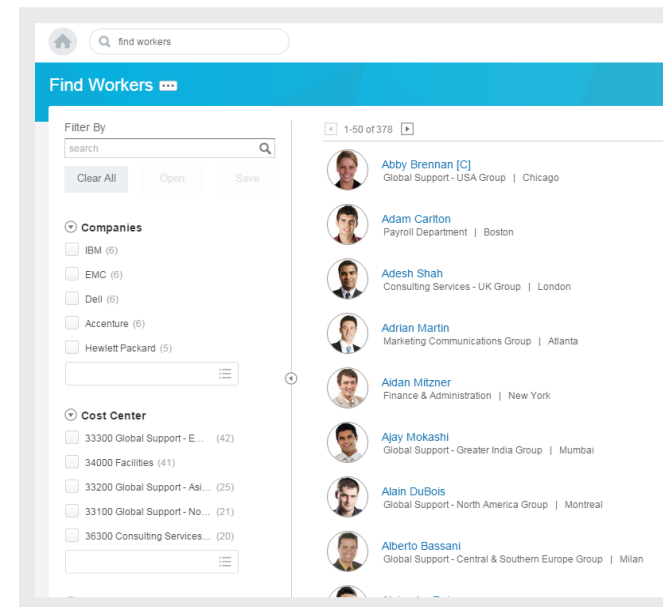 find workers
Find Workers
Filter By
search
Clear All
Open
Save
Companies
IBM (6)
EMC (6)
Dell (6)
Accenture (6)
Hewlett Packard (5)
Cost Center
33300 Global Support - E... (42)
34000 Facilities (41)
33200 Global Support - Asi... (25)
33100 Global Support - No... (21)
36300 Consulting Services... (20)
1-50 of 378
Abby Brennan [C]
Global Support - USA Group | Chicago
Adam Carlton
Payroll Department | Boston
Adesh Shah
Consulting Services - UK Group | London
Adrian Martin
Marketing Communications Group | Atlanta
Aidan Mitzner
Finance & Administration | New York
Ajay Mokashi
Global Support - Greater India Group | Mumbai
Alain DuBois
Global Support - North America Group | Montreal
Alberto Bassani
Global Support - Central & Southern Europe Group | Milan